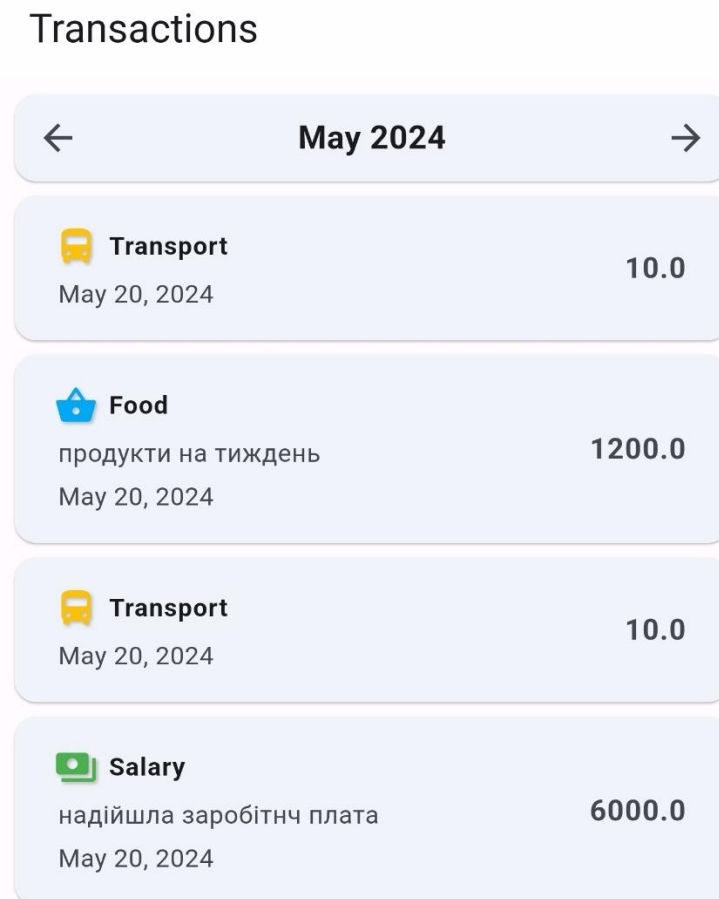 Transactions
May 2024
Transport
10.0
May 20, 2024
Food
продукти на тиждень
1200.0
May 20, 2024
Transport
10.0
May 20, 2024
Salary
надійшла заробітнч плата
6000.0
May 20, 2024